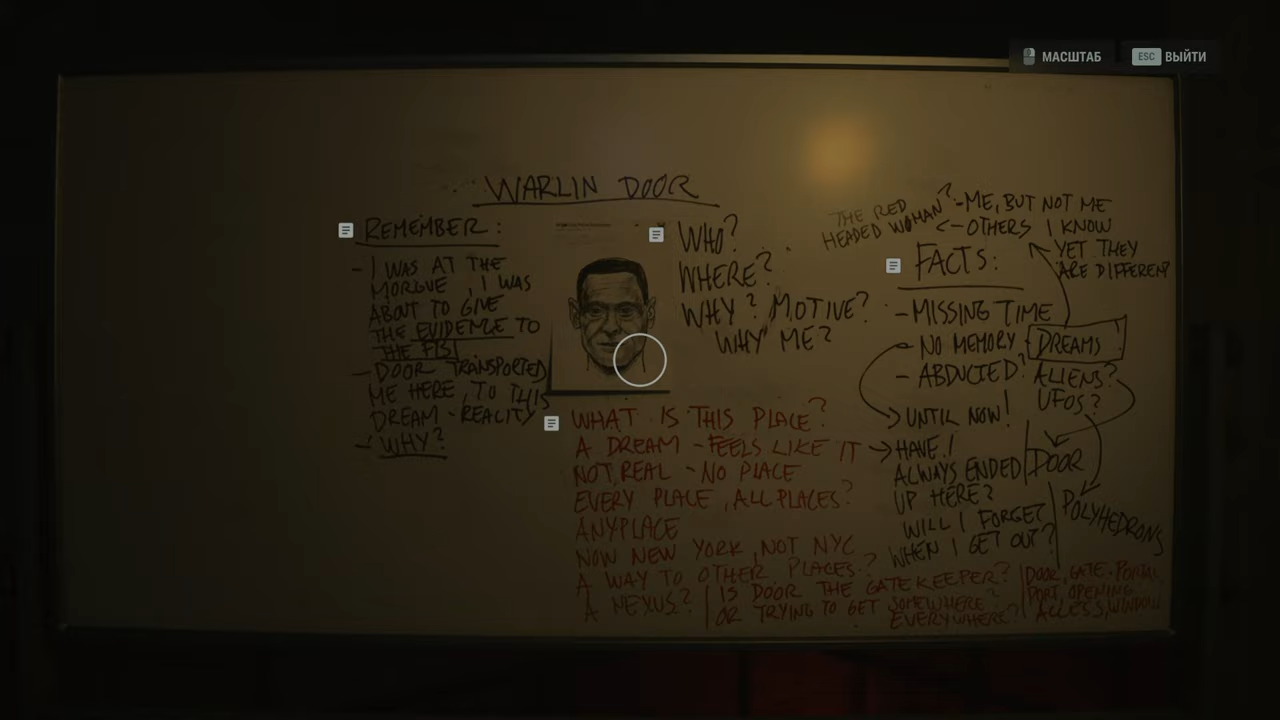 МАСШТАБ
ESC ВЫЙТИ
WARLIN DOOR
REMEMBER:
- I WAS AT THE
MORGUE, I WAS
ABOUT TO GIVE
THE EVIDENCE TO
THE FBI
- DOOR TRANSPORTED
ME HERE, TO THIS
DREAM-REALITY
- WHY?
WHO?
WHERE?
WHY? MOTIVE?
WHY ME?
THE RED
HEADED WOMAN?
- ME, BUT NOT ME
<- OTHERS I KNOW
YET THEY
ARE DIFFERENT
FACTS:
- MISSING TIME
- NO MEMORY - DREAMS
- ABDUCTED? ALIENS?
UFOS?
UNTIL NOW!
HAVE I
ALWAYS ENDED
UP HERE?
WILL I FORGET
WHEN I GET OUT?
DOOR
POLYHEDRONS
WHAT IS THIS PLACE?
A DREAM - FEELS LIKE IT
NOT REAL - NO PLACE
EVERY PLACE, ALL PLACES?
ANYPLACE
NOW NEW YORK, NOT NYC
A WAY TO OTHER PLACES?
A NEXUS?
IS DOOR THE GATEKEEPER?
OR TRYING TO GET SOMEWHERE?
EVERYWHERE?
DOOR, GATE, PORTAL
PORT, OPENING
ACCESS, WINDOW